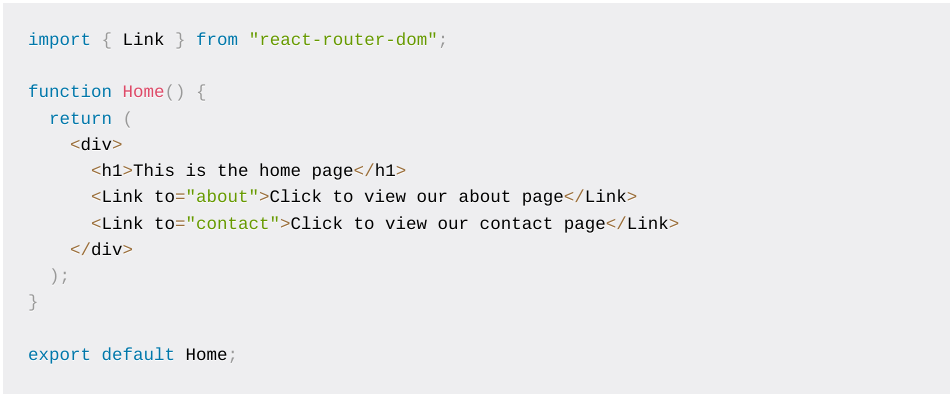 import { Link } from "react-router-dom";
function Home() {
  return (
    <div>
      <h1>This is the home page</h1>
      <Link to="about">Click to view our about page</Link>
      <Link to="contact">Click to view our contact page</Link>
    </div>
  );
}
export default Home;